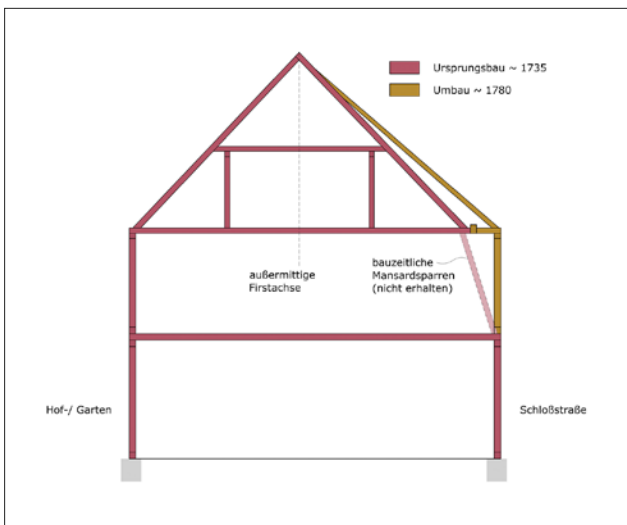 Ursprungsbau ~ 1735
Umbau ~ 1780
außermittige
Firstachse
bauzeitliche
Mansardsparren
(nicht erhalten)
Hof-/ Garten
Schloßstraße